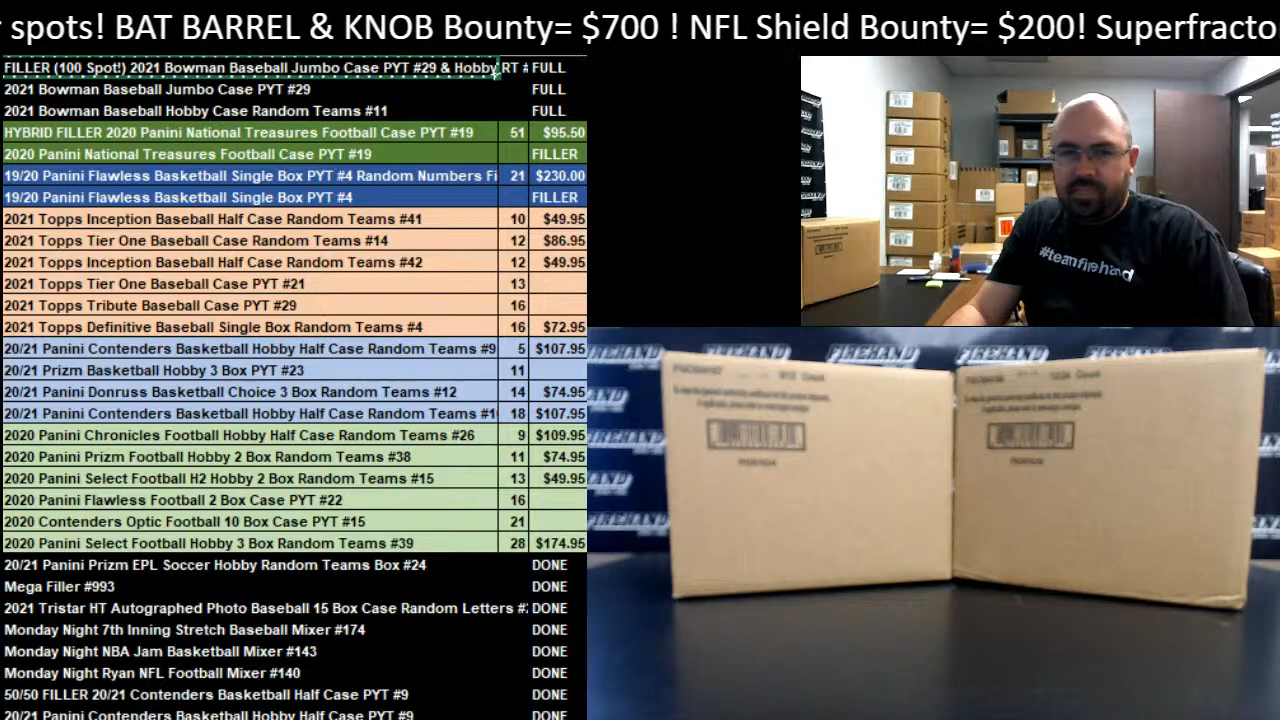 spots! BAT BARREL & KNOB Bounty= $700 ! NFL Shield Bounty= $200! Superfracto
FILLER (100 Spot!) 2021 Bowman Baseball Jumbo Case PYT #29 & Hobby RT # FULL
2021 Bowman Baseball Jumbo Case PYT #29 FULL
2021 Bowman Baseball Hobby Case Random Teams #11 FULL
HYBRID FILLER 2020 Panini National Treasures Football Case PYT #19 51 $95.50
2020 Panini National Treasures Football Case PYT #19 FILLER
19/20 Panini Flawless Basketball Single Box PYT #4 Random Numbers Fi 21 $230.00
19/20 Panini Flawless Basketball Single Box PYT #4 FILLER
2021 Topps Inception Baseball Half Case Random Teams #41 10 $49.95
2021 Topps Tier One Baseball Case Random Teams #14 12 $86.95
2021 Topps Inception Baseball Half Case Random Teams #42 12 $49.95
2021 Topps Tier One Baseball Case PYT #21 13
2021 Topps Tribute Baseball Case PYT #29 16
2021 Topps Definitive Baseball Single Box Random Teams #4 16 $72.95
20/21 Panini Contenders Basketball Hobby Half Case Random Teams #9 5 $107.95
20/21 Prizm Basketball Hobby 3 Box PYT #23 11
20/21 Panini Donruss Basketball Choice 3 Box Random Teams #12 14 $74.95
20/21 Panini Contenders Basketball Hobby Half Case Random Teams #1 18 $107.95
2020 Panini Chronicles Football Hobby Half Case Random Teams #26 9 $109.95
2020 Panini Prizm Football Hobby 2 Box Random Teams #38 11 $74.95
2020 Panini Select Football H2 Hobby 2 Box Random Teams #15 13 $49.95
2020 Panini Flawless Football 2 Box Case PYT #22 16
2020 Contenders Optic Football 10 Box Case PYT #15 21
2020 Panini Select Football Hobby 3 Box Random Teams #39 28 $174.95
20/21 Panini Prizm EPL Soccer Hobby Random Teams Box #24 DONE
Mega Filler #993 DONE
2021 Tristar HT Autographed Photo Baseball 15 Box Case Random Letters #2 DONE
Monday Night 7th Inning Stretch Baseball Mixer #174 DONE
Monday Night NBA Jam Basketball Mixer #143 DONE
Monday Night Ryan NFL Football Mixer #140 DONE
50/50 FILLER 20/21 Contenders Basketball Half Case PYT #9 DONE
20/21 Panini Contenders Basketball Hobby Half Case PYT #9 DONE
#teamfirehand
FIREHAND
FIREHAND
FIREHAND
FIREHAND
FIREHAND